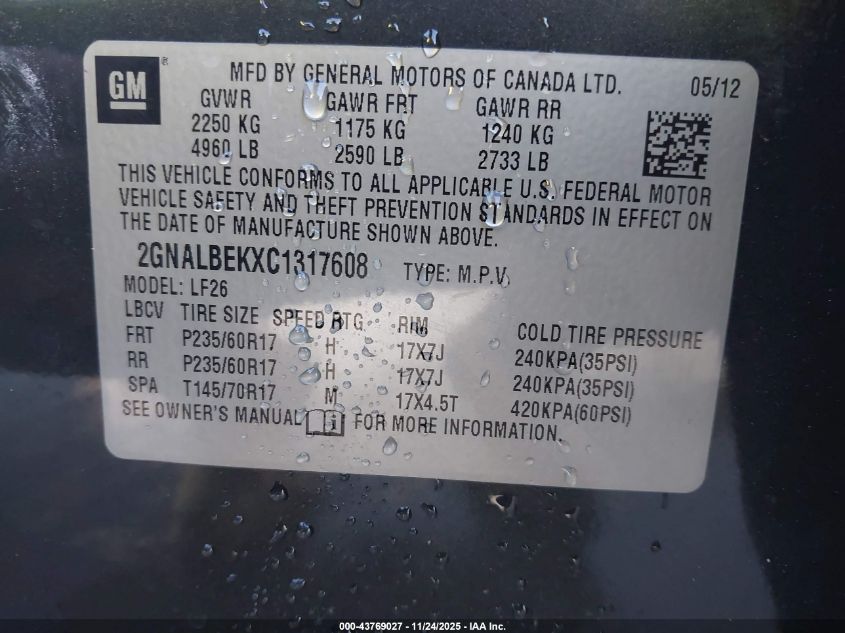 GM ®
MFD BY GENERAL MOTORS OF CANADA LTD. 05/12
GVWR GAWR FRT GAWR RR
2250 KG 1175 KG 1240 KG
4960 LB 2590 LB 2733 LB
THIS VEHICLE CONFORMS TO ALL APPLICABLE U.S. FEDERAL MOTOR
VEHICLE SAFETY AND THEFT PREVENTION STANDARDS IN EFFECT ON
THE DATE OF MANUFACTURE SHOWN ABOVE.
2GNALBEKXC1317608 TYPE: M.P.V.
MODEL: LF26
LBCV TIRE SIZE SPEED RTG RIM COLD TIRE PRESSURE
FRT P235/60R17 H 17X7J 240KPA(35PSI)
RR P235/60R17 H 17X7J 240KPA(35PSI)
SPA T145/70R17 M 17X4.5T 420KPA(60PSI)
SEE OWNER'S MANUAL i FOR MORE INFORMATION.
000-43769027 - 11/24/2025 - IAA Inc.